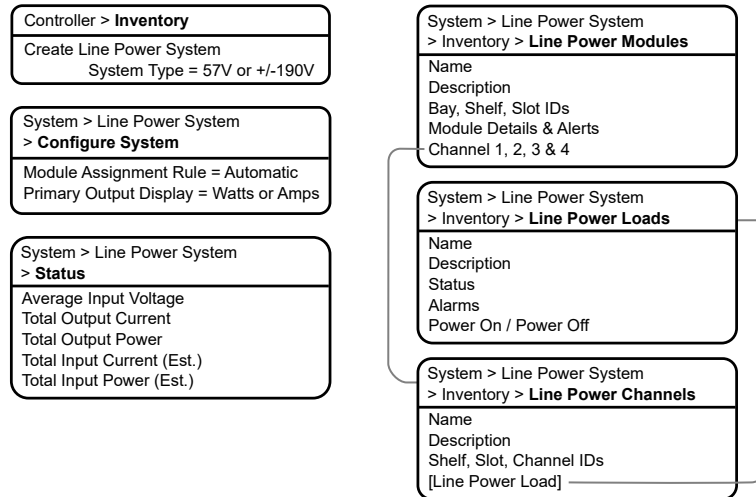 Controller > Inventory
Create Line Power System
System Type = 57V or +/-190V
System > Line Power System
> Configure System
Module Assignment Rule = Automatic
Primary Output Display = Watts or Amps
System > Line Power System
> Status
Average Input Voltage
Total Output Current
Total Output Power
Total Input Current (Est.)
Total Input Power (Est.)
System > Line Power System
> Inventory > Line Power Modules
Name
Description
Bay, Shelf, Slot IDs
Module Details & Alerts
Channel 1, 2, 3 & 4
System > Line Power System
> Inventory > Line Power Loads
Name
Description
Status
Alarms
Power On / Power Off
System > Line Power System
> Inventory > Line Power Channels
Name
Description
Shelf, Slot, Channel IDs
[Line Power Load]